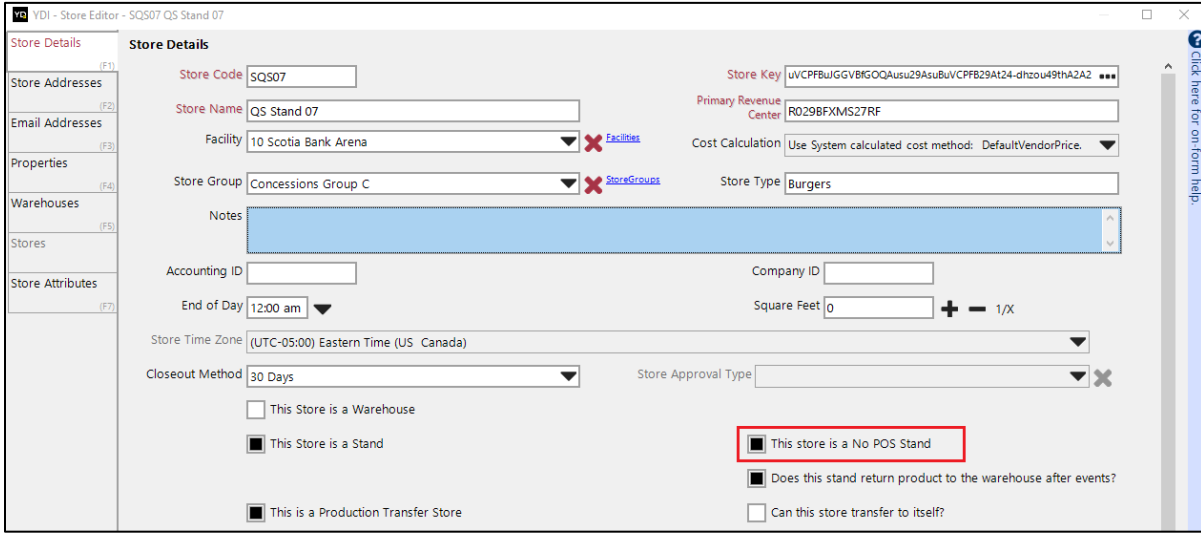 YQ YDI - Store Editor - SQS07 QS Stand 07
Store Details
(F1)
Store Addresses
(F2)
Email Addresses
(F3)
Properties
(F4)
Warehouses
(F5)
Stores
Store Attributes
(F7)
Store Details
Store Code SQS07
Store Key uVCPFBuJGGVBfGOQAusu29AsuBuVCPFB29At24-dhzou49thA2A2
Store Name QS Stand 07
Primary Revenue
Center R029BFXMS27RF
Facility 10 Scotia Bank Arena Facilities
Cost Calculation Use System calculated cost method: DefaultVendorPrice.
Store Group Concessions Group C StoreGroups
Store Type Burgers
Notes
Accounting ID
Company ID
End of Day 12:00 am
Square Feet 0 1/X
Store Time Zone (UTC-05:00) Eastern Time (US Canada)
Closeout Method 30 Days
Store Approval Type
This Store is a Warehouse
This Store is a Stand
This store is a No POS Stand
Does this stand return product to the warehouse after events?
This is a Production Transfer Store
Can this store transfer to itself?
? Click here for on-form help.